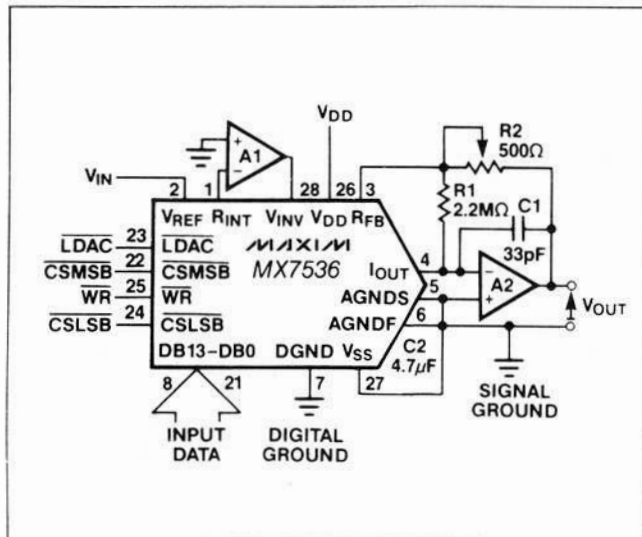 VDD
R2
500Ω
A1
+
−
VIN
2
1
28
26
3
R1
2.2MΩ
C1
33pF
VREF
RINT
VINV
VDD
RFB
LDAC
23
LDAC
MAXIM
MX7536
CSMSB
22
CSMSB
IOUT
4
−
A2
+
WR
25
WR
AGNDS
5
VOUT
CSLSB
24
CSLSB
AGNDF
6
DB13–DB0
DGND
VSS
C2
4.7μF
8
21
7
27
SIGNAL
GROUND
INPUT
DATA
DIGITAL
GROUND